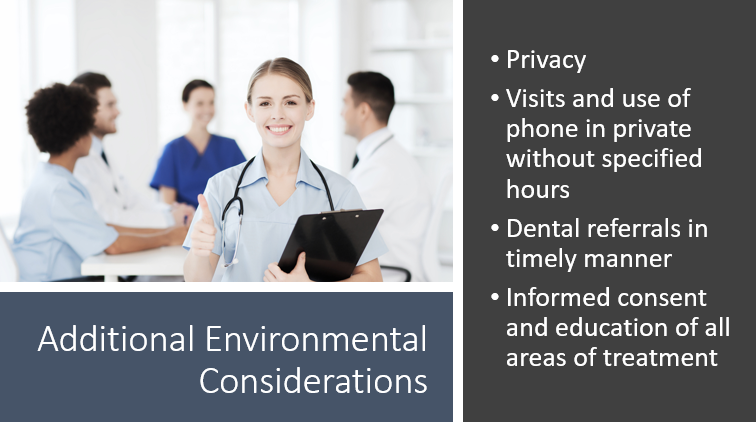 Additional Environmental
Considerations
• Privacy
• Visits and use of
phone in private
without specified
hours
• Dental referrals in
timely manner
• Informed consent
and education of all
areas of treatment